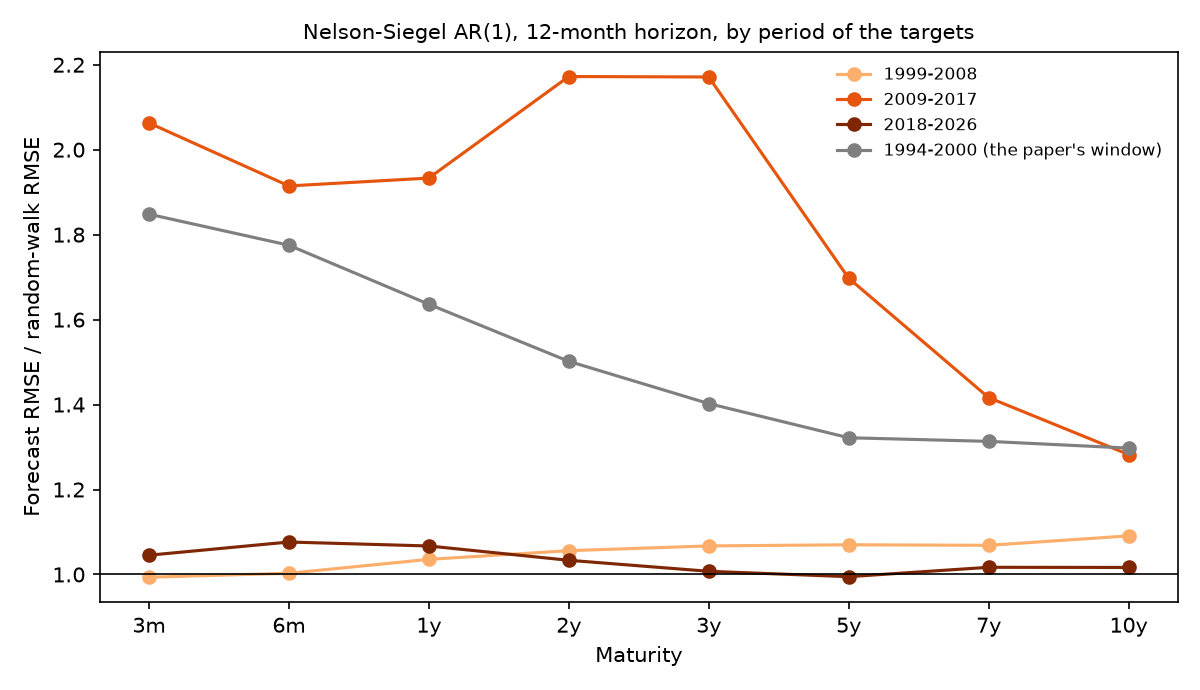 Nelson-Siegel AR(1), 12-month horizon, by period of the targets
Forecast RMSE / random-walk RMSE
2.2
2.0
1.8
1.6
1.4
1.2
1.0
1999-2008
2009-2017
2018-2026
1994-2000 (the paper's window)
3m
6m
1y
2y
3y
5y
7y
10y
Maturity